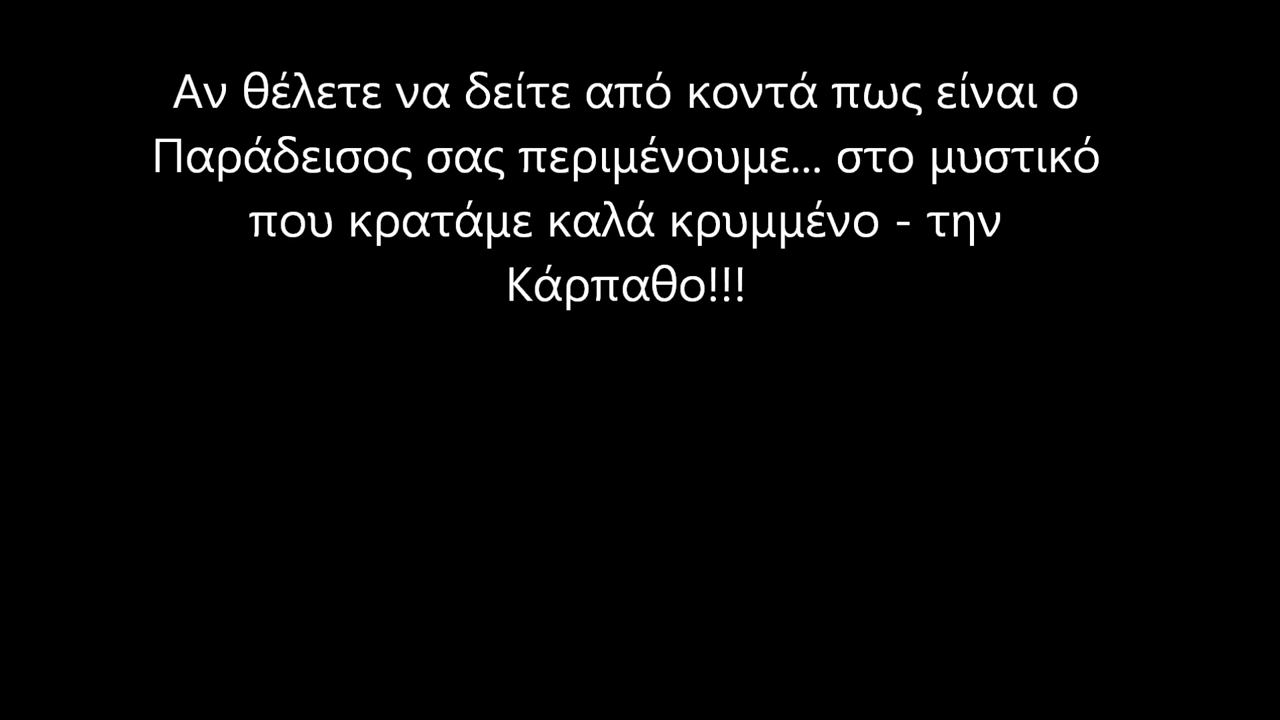 Αν θέλετε να δείτε από κοντά πως είναι ο
Παράδεισος σας περιμένουμε... στο μυστικό
που κρατάμε καλά κρυμμένο - την
Κάρπαθο!!!